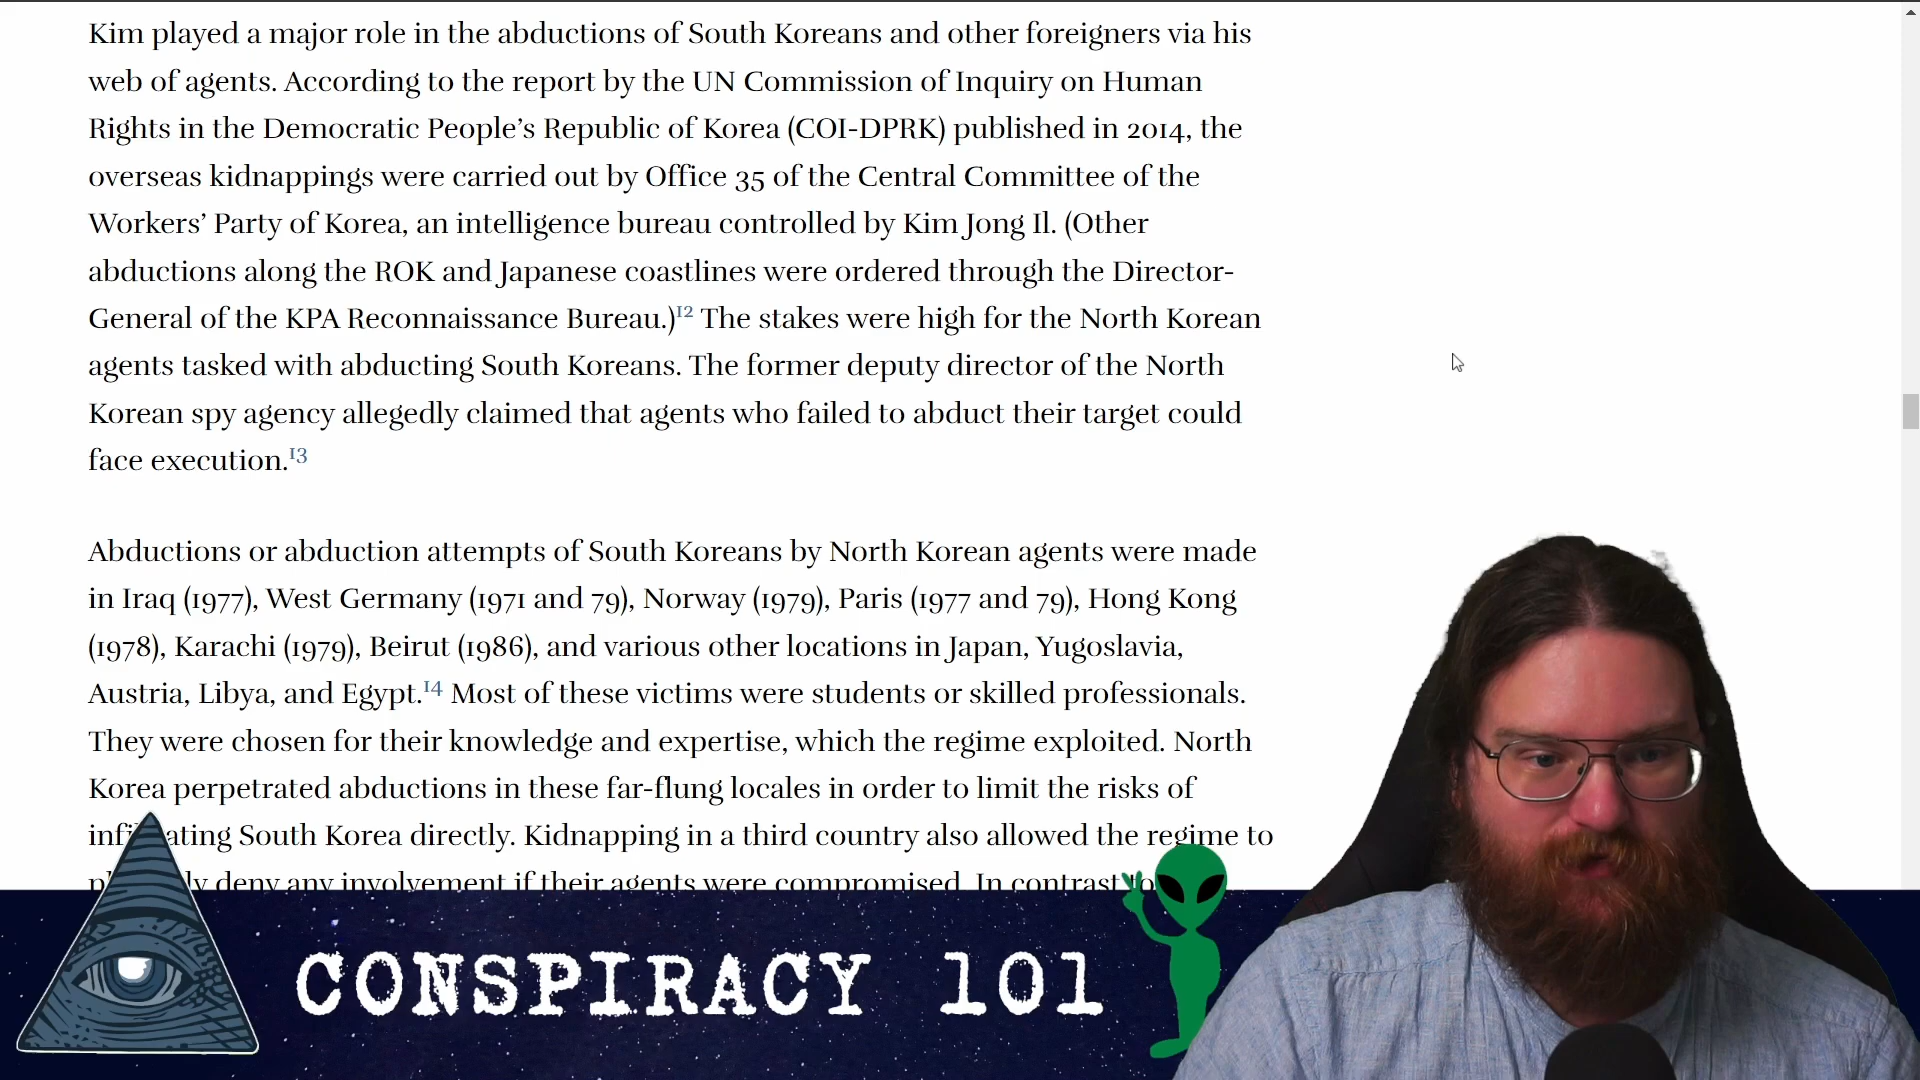 Kim played a major role in the abductions of South Koreans and other foreigners via his
web of agents. According to the report by the UN Commission of Inquiry on Human
Rights in the Democratic People’s Republic of Korea (COI-DPRK) published in 2014, the
overseas kidnappings were carried out by Office 35 of the Central Committee of the
Workers’ Party of Korea, an intelligence bureau controlled by Kim Jong Il. (Other
abductions along the ROK and Japanese coastlines were ordered through the Director-
General of the KPA Reconnaissance Bureau.)12 The stakes were high for the North Korean
agents tasked with abducting South Koreans. The former deputy director of the North
Korean spy agency allegedly claimed that agents who failed to abduct their target could
face execution.13
Abductions or abduction attempts of South Koreans by North Korean agents were made
in Iraq (1977), West Germany (1971 and 79), Norway (1979), Paris (1977 and 79), Hong Kong
(1978), Karachi (1979), Beirut (1986), and various other locations in Japan, Yugoslavia,
Austria, Libya, and Egypt.14 Most of these victims were students or skilled professionals.
They were chosen for their knowledge and expertise, which the regime exploited. North
Korea perpetrated abductions in these far-flung locales in order to limit the risks of
South Korea directly. Kidnapping in a third country also allowed the regime to
deny any involvement if their agents were compromised. In contrast to
CONSPIRACY 101